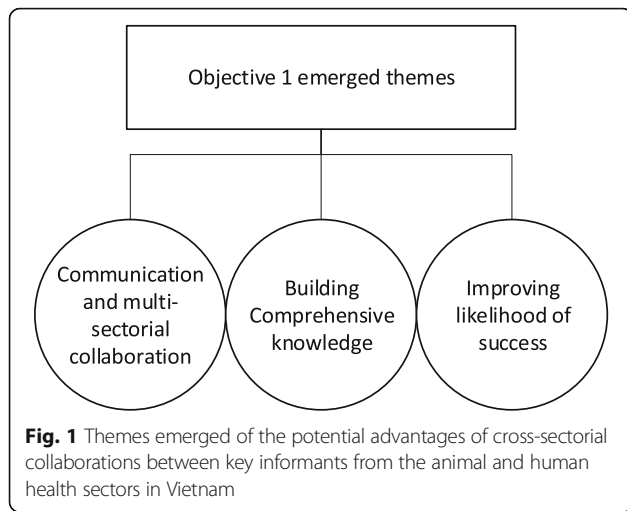 Objective 1 emerged themes
Communication
and multi-
sectorial
collaboration
Building
Comprehensive
knowledge
Improving
likelihood of
success
Fig. 1 Themes emerged of the potential advantages of cross-sectorial
collaborations between key informants from the animal and human
health sectors in Vietnam